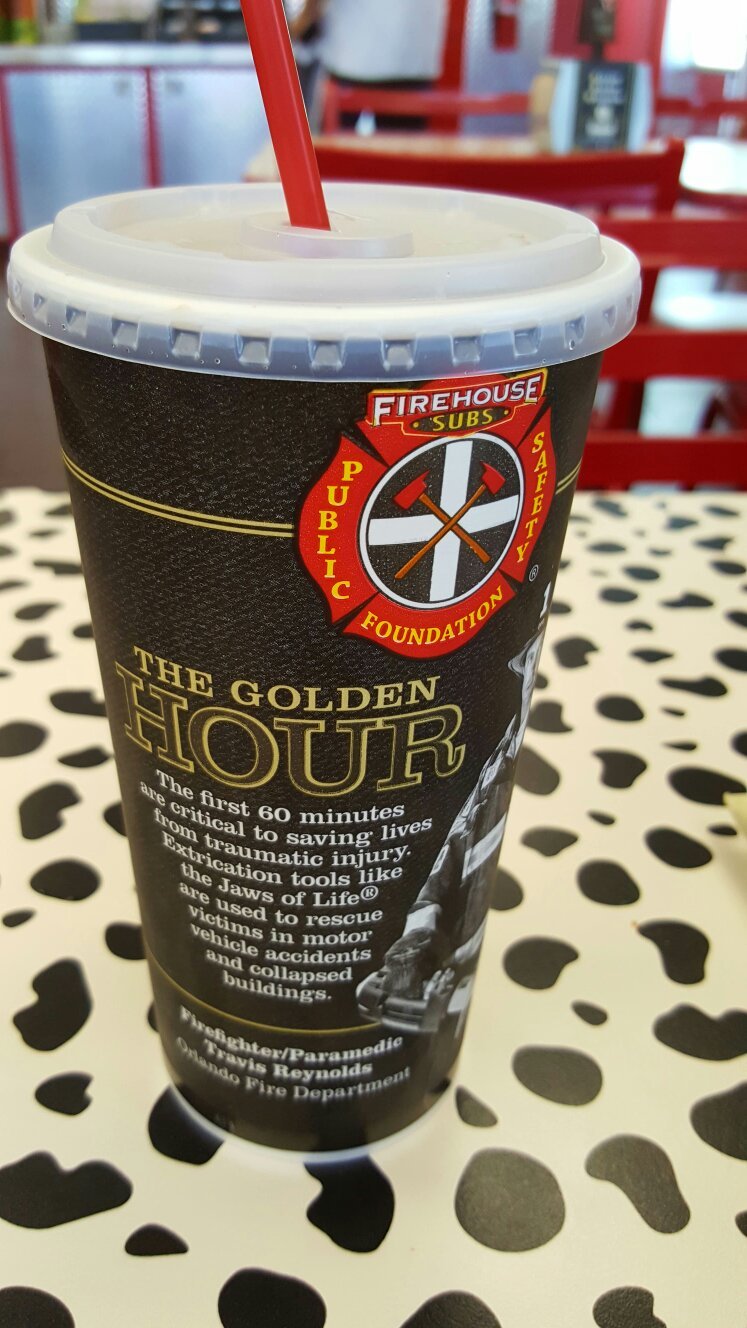 FIREHOUSE
SUBS
PUBLIC
SAFETY
FOUNDATION
®
THE GOLDEN
HOUR
The first 60 minutes
are critical to saving lives
from traumatic injury.
Extrication tools like
the Jaws of Life®
are used to rescue
victims in motor
vehicle accidents
and collapsed
buildings.
Firefighter/Paramedic
Travis Reynolds
Orlando Fire Department